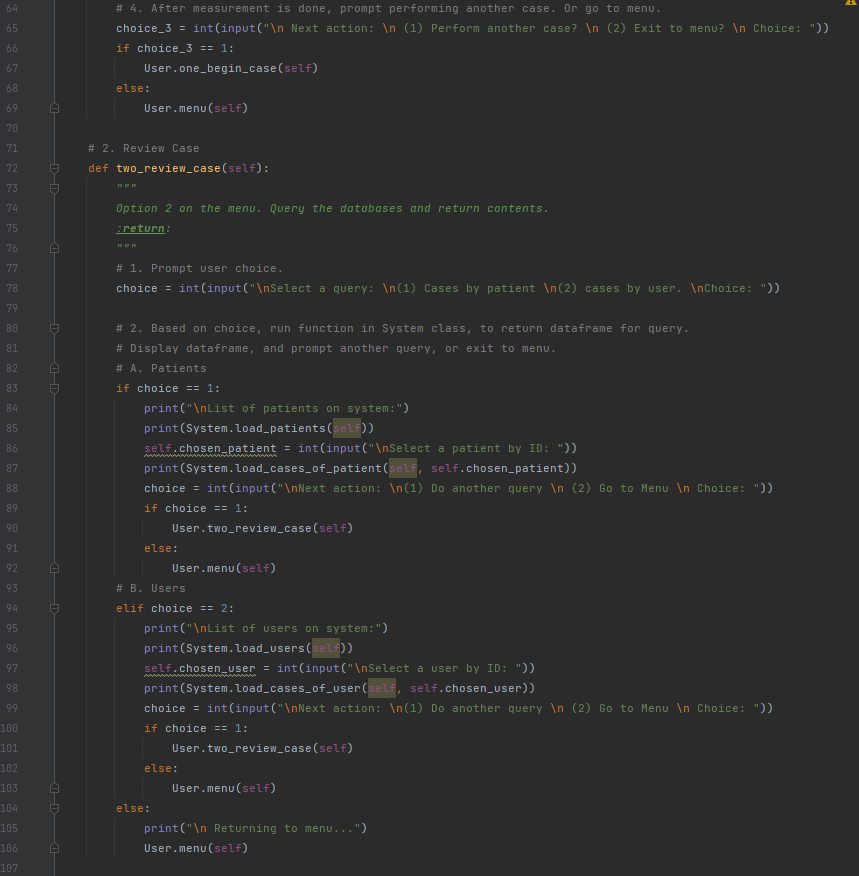 64 # 4. After measurement is done, prompt performing another case. Or go to menu.
65 choice_3 = int(input("\n Next action: \n (1) Perform another case? \n (2) Exit to menu? \n Choice: "))
66 if choice_3 == 1:
67 User.one_begin_case(self)
68 else:
69 User.menu(self)
70
71 # 2. Review Case
72 def two_review_case(self):
73 """
74 Option 2 on the menu. Query the databases and return contents.
75 :return:
76 """
77 # 1. Prompt user choice.
78 choice = int(input("\nSelect a query: \n(1) Cases by patient \n(2) cases by user. \nChoice: "))
79
80 # 2. Based on choice, run function in System class, to return dataframe for query.
81 # Display dataframe, and prompt another query, or exit to menu.
82 # A. Patients
83 if choice == 1:
84 print("\nList of patients on system:")
85 print(System.load_patients(self))
86 self.chosen_patient = int(input("\nSelect a patient by ID: "))
87 print(System.load_cases_of_patient(self, self.chosen_patient))
88 choice = int(input("\nNext action: \n(1) Do another query \n (2) Go to Menu \n Choice: "))
89 if choice == 1:
90 User.two_review_case(self)
91 else:
92 User.menu(self)
93 # B. Users
94 elif choice == 2:
95 print("\nList of users on system:")
96 print(System.load_users(self))
97 self.chosen_user = int(input("\nSelect a user by ID: "))
98 print(System.load_cases_of_user(self, self.chosen_user))
99 choice = int(input("\nNext action: \n(1) Do another query \n (2) Go to Menu \n Choice: "))
100 if choice == 1:
101 User.two_review_case(self)
102 else:
103 User.menu(self)
104 else:
105 print("\n Returning to menu...")
106 User.menu(self)
107